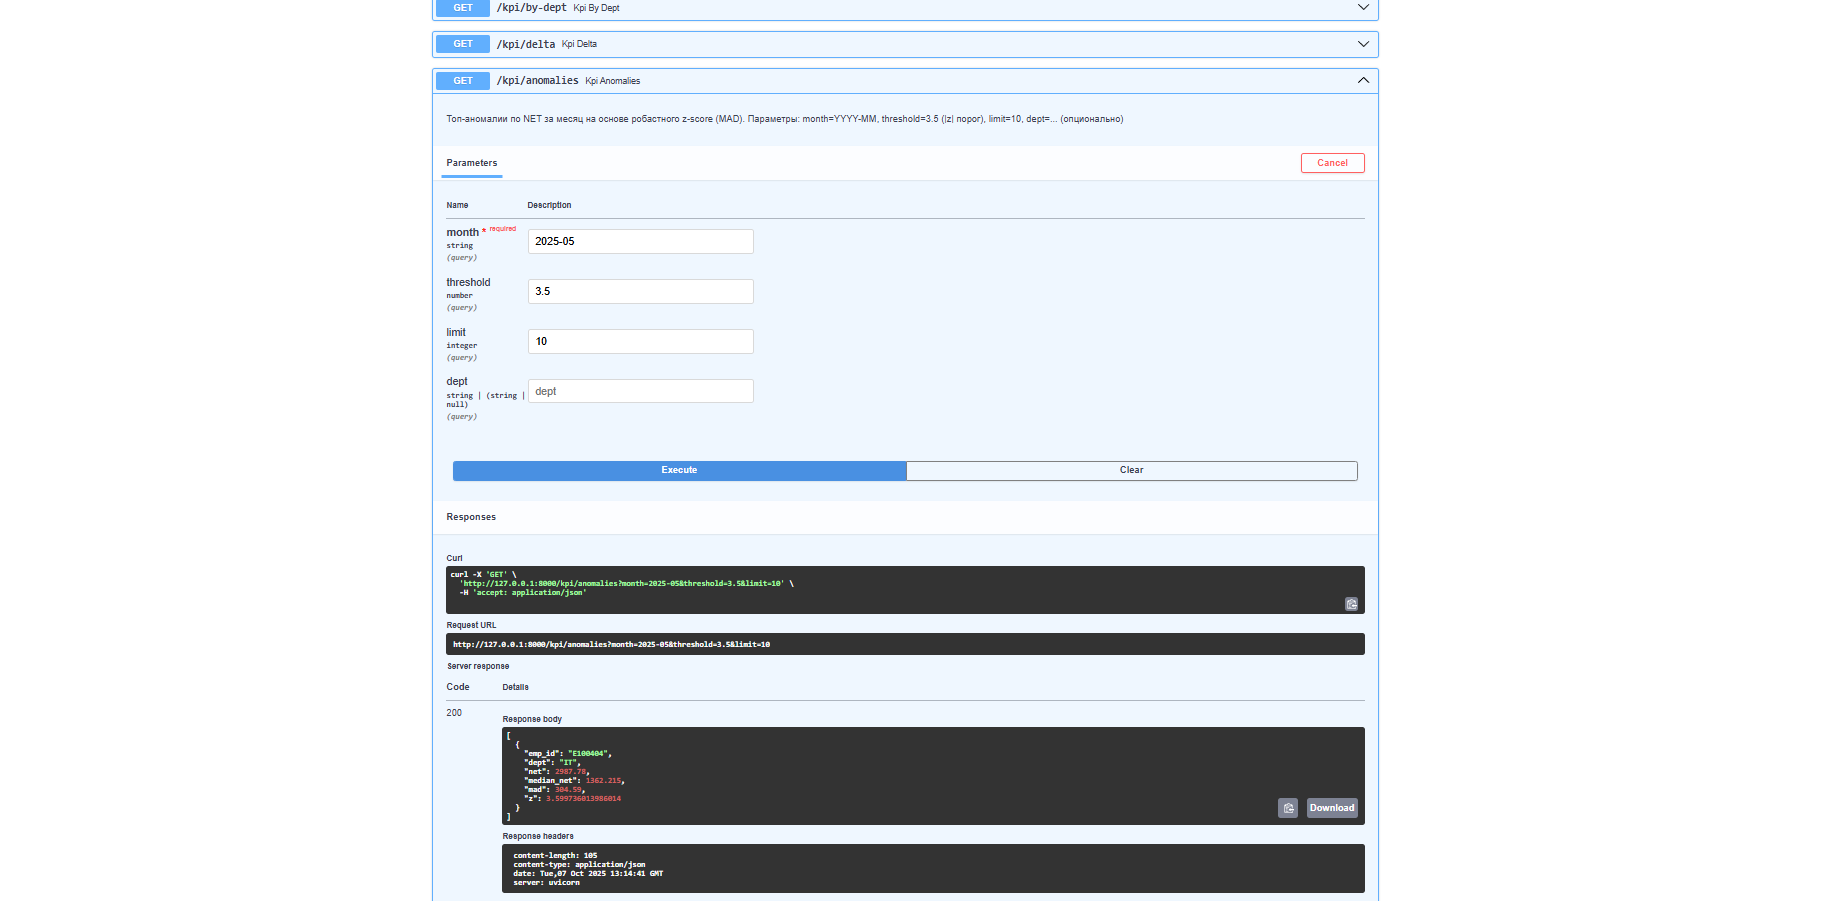 GET /kpi/by-dept Kpi By Dept
GET /kpi/delta Kpi Delta
GET /kpi/anomalies Kpi Anomalies
Топ-аномалии по NET за месяц на основе робастного z-score (MAD). Параметры: month=YYYY-MM, threshold=3.5 (|z| порог), limit=10, dept=... (опционально)
Parameters
Cancel
Name Description
month * required
string
(query)
2025-05
threshold
number
(query)
3.5
limit
integer
(query)
10
dept
string | (string |
null)
(query)
dept
Execute
Clear
Responses
Curl
curl -X 'GET' \
'http://127.0.0.1:8000/kpi/anomalies?month=2025-05&threshold=3.5&limit=10' \
-H 'accept: application/json'
Request URL
http://127.0.0.1:8000/kpi/anomalies?month=2025-05&threshold=3.5&limit=10
Server response
Code Details
200
Response body
[
{
"emp_id": "E100404",
"dept": "IT",
"net": 2987.78,
"median_net": 1362.215,
"mad": 304.59,
"z": 3.599736013986014
}
]
Download
Response headers
content-length: 105
content-type: application/json
date: Tue,07 Oct 2025 13:14:41 GMT
server: uvicorn